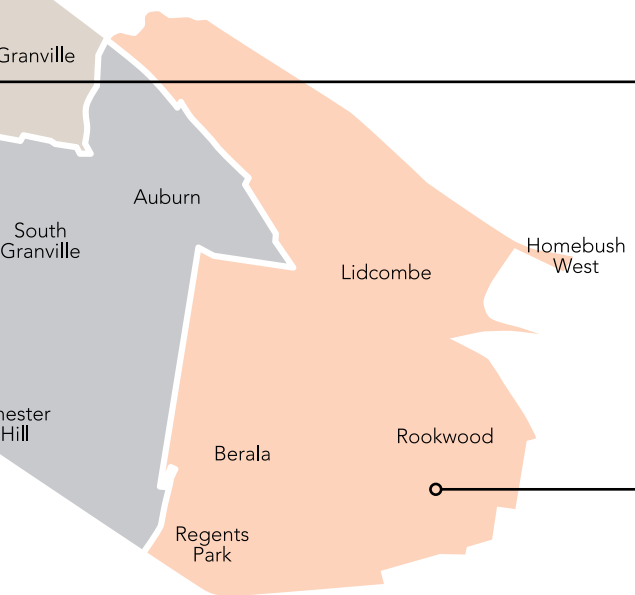 Granville
Auburn
South
Granville
Homebush
West
Lidcombe
hester
Hill
Rookwood
Berala
Regents
Park